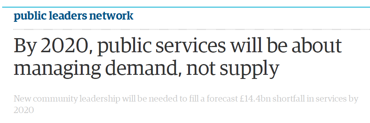 public leaders network
By 2020, public services will be about
managing demand, not supply
New community leadership will be needed to fill a forecast £14.4bn shortfall in services by
2020